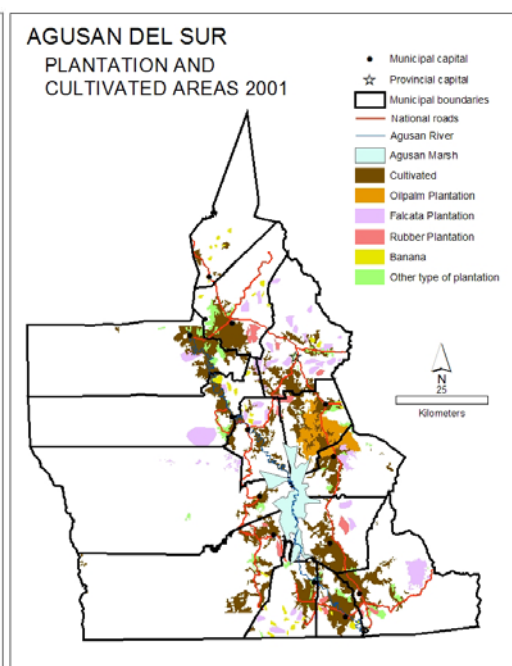 AGUSAN DEL SUR
PLANTATION AND
CULTIVATED AREAS 2001
Municipal capital
Provincial capital
Municipal boundaries
National roads
Agusan River
Agusan Marsh
Cultivated
Oilpalm Plantation
Falcata Plantation
Rubber Plantation
Banana
Other type of plantation
N
25
Kilometers